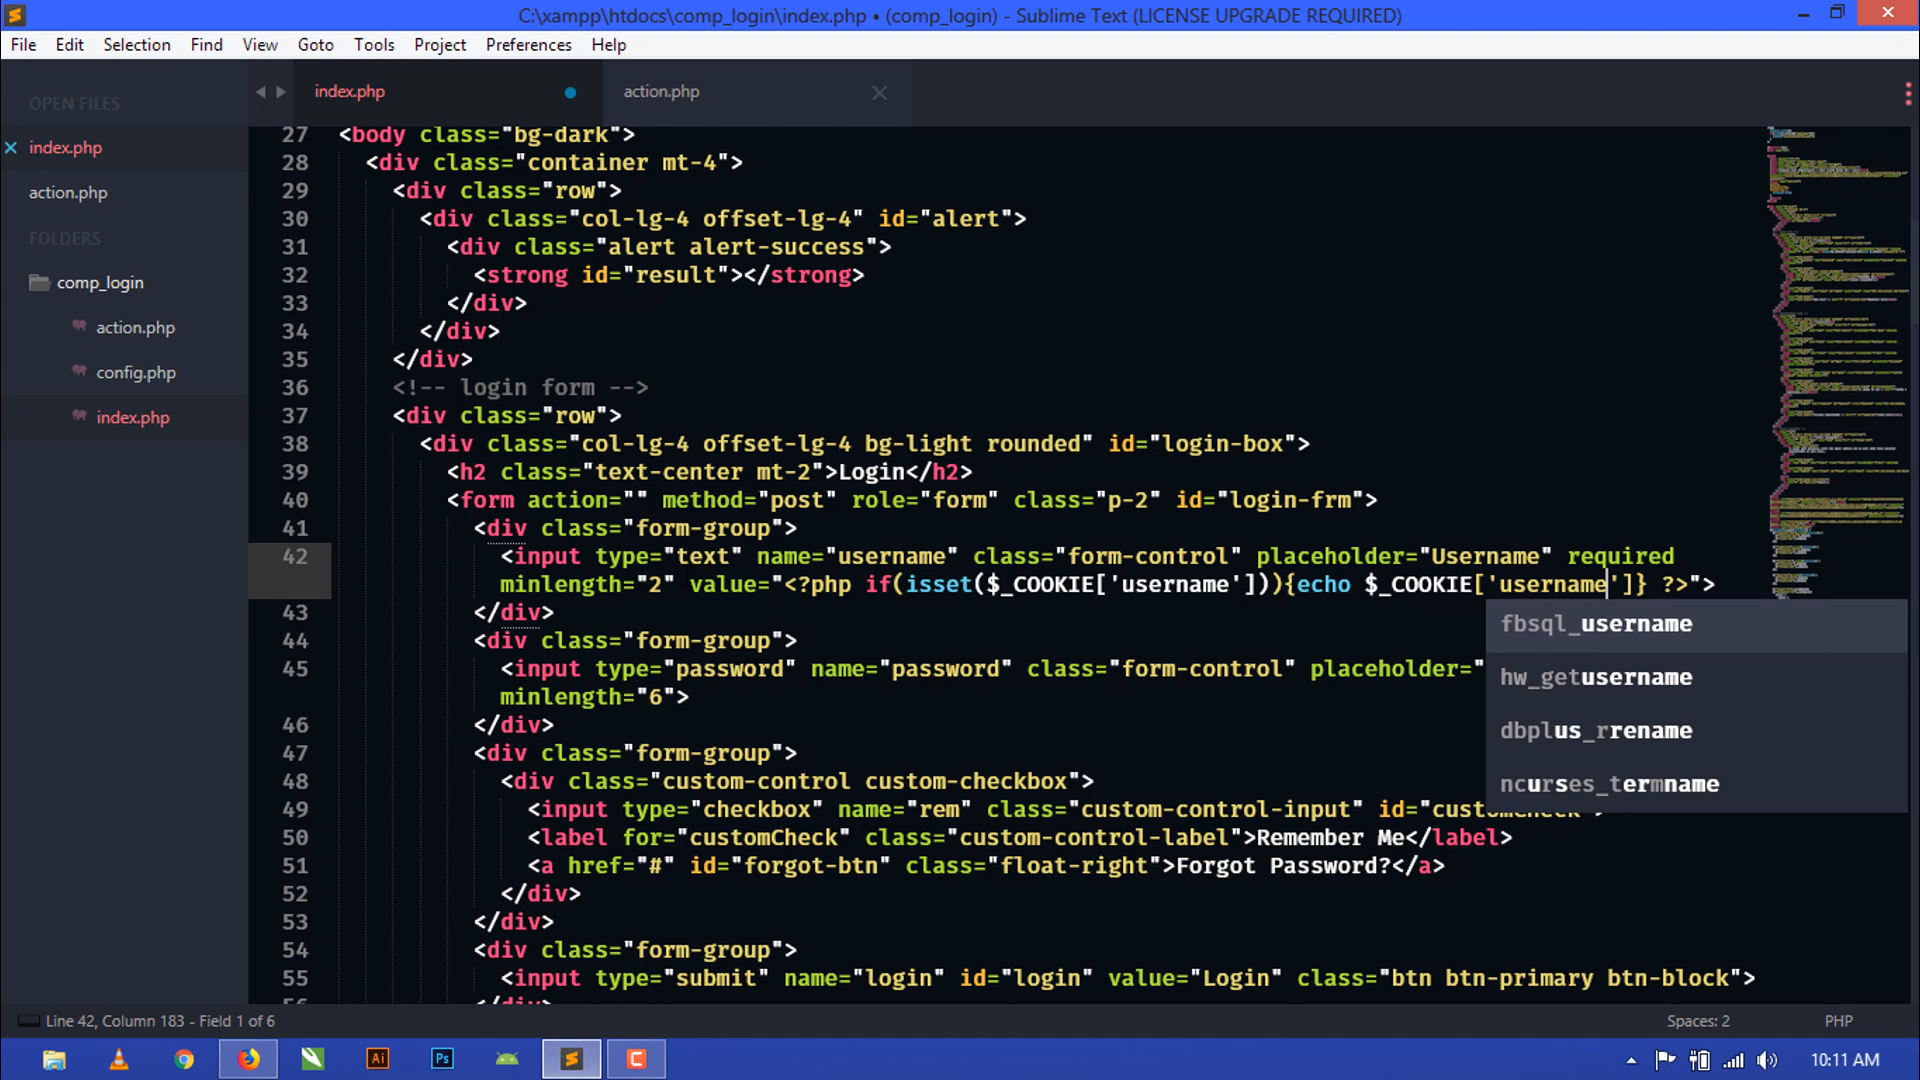 C:\xampp\htdocs\comp_login\index.php • (comp_login) - Sublime Text (LICENSE UPGRADE REQUIRED)
File Edit Selection Find View Goto Tools Project Preferences Help
OPEN FILES
index.php
action.php
FOLDERS
comp_login
action.php
config.php
index.php
index.php action.php
27 <body class="bg-dark">
28 <div class="container mt-4">
29 <div class="row">
30 <div class="col-lg-4 offset-lg-4" id="alert">
31 <div class="alert alert-success">
32 <strong id="result"></strong>
33 </div>
34 </div>
35 </div>
36 <!-- login form -->
37 <div class="row">
38 <div class="col-lg-4 offset-lg-4 bg-light rounded" id="login-box">
39 <h2 class="text-center mt-2">Login</h2>
40 <form action="" method="post" role="form" class="p-2" id="login-frm">
41 <div class="form-group">
42 <input type="text" name="username" class="form-control" placeholder="Username" required
minlength="2" value="<?php if(isset($_COOKIE['username'])){echo $_COOKIE['username']} ?>">
43 </div>
44 <div class="form-group">
45 <input type="password" name="password" class="form-control" placeholder="
minlength="6">
46 </div>
47 <div class="form-group">
48 <div class="custom-control custom-checkbox">
49 <input type="checkbox" name="rem" class="custom-control-input" id="customCheck">
50 <label for="customCheck" class="custom-control-label">Remember Me</label>
51 <a href="#" id="forgot-btn" class="float-right">Forgot Password?</a>
52 </div>
53 </div>
54 <div class="form-group">
55 <input type="submit" name="login" id="login" value="Login" class="btn btn-primary btn-block">
56 </div>
fbsql_username
hw_getusername
dbplus_rrename
ncurses_termname
Line 42, Column 183 - Field 1 of 6
Spaces: 2
PHP
Ai
Ps
C
10:11 AM